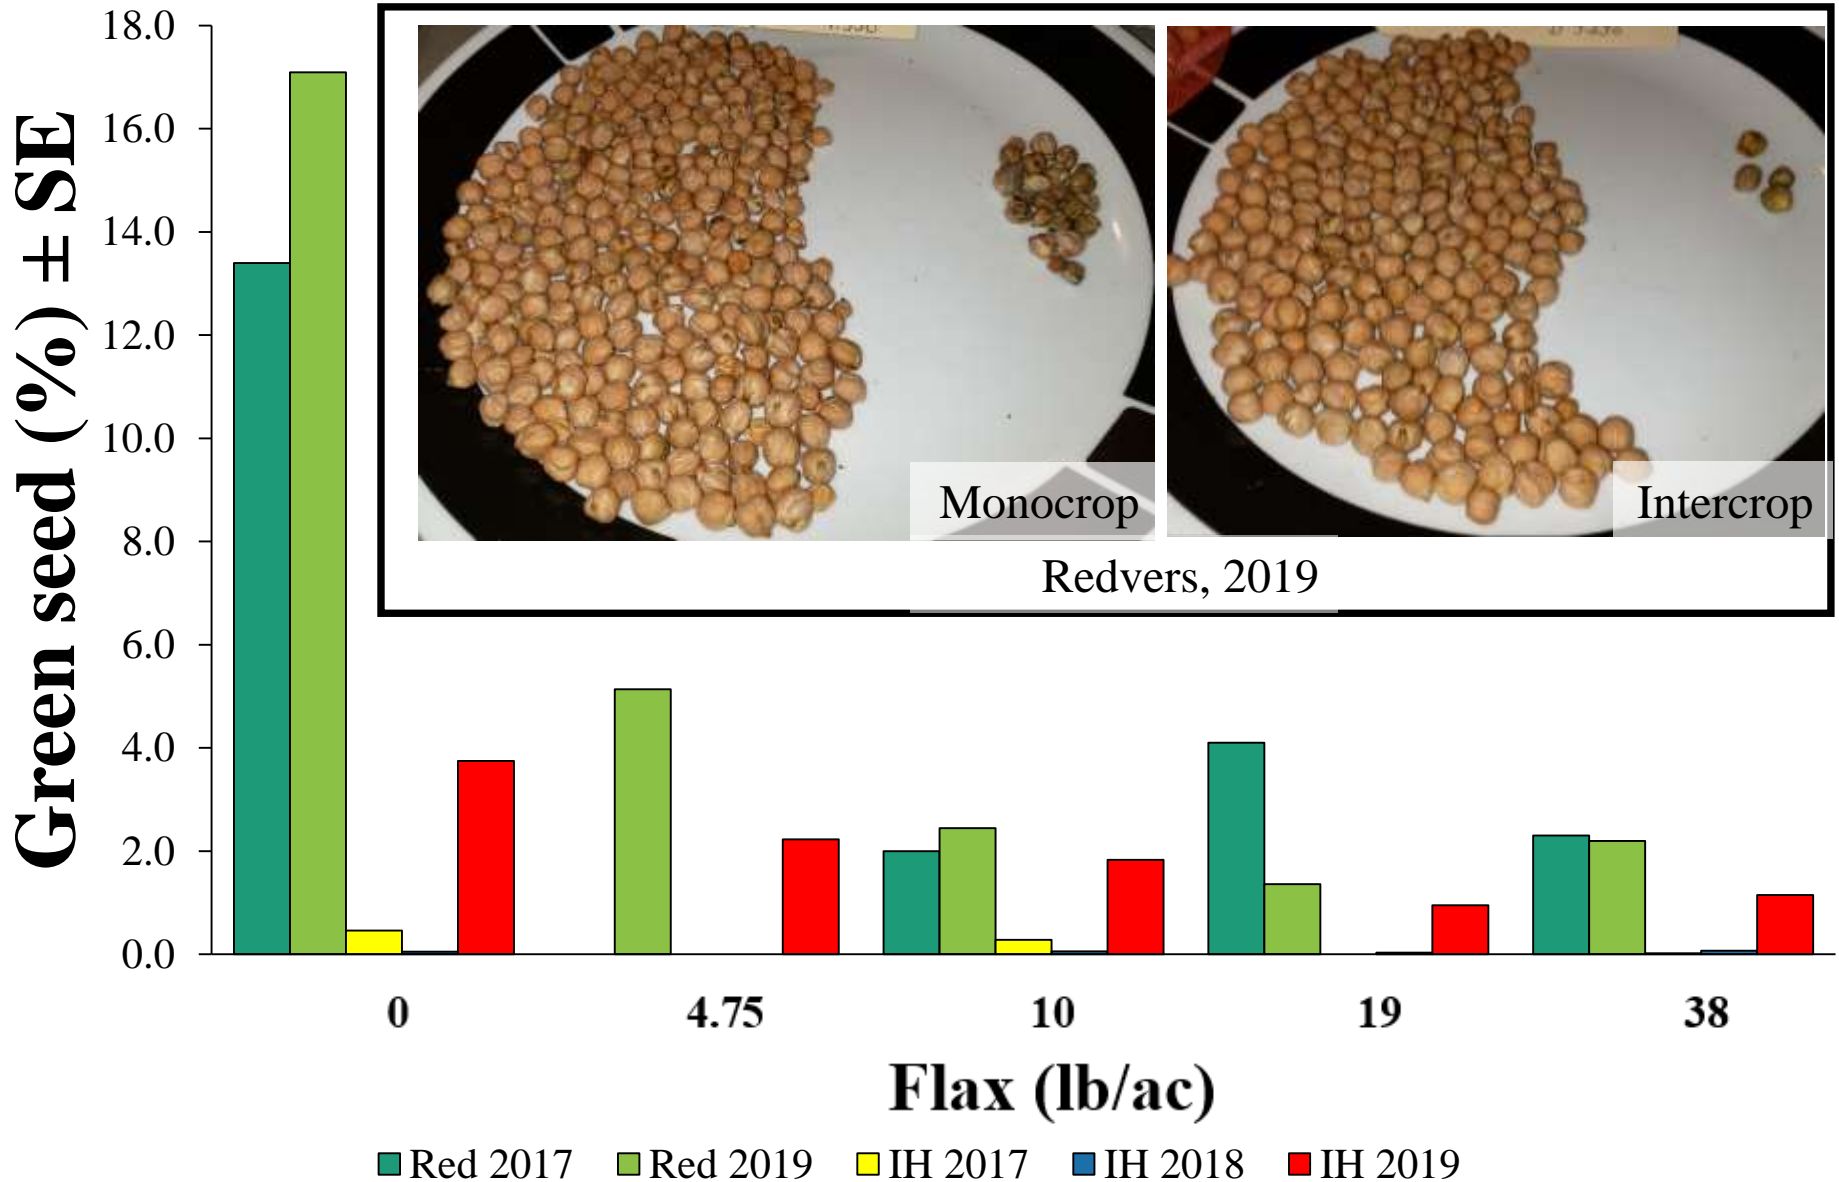 18.0
16.0
14.0
12.0
10.0
8.0
6.0
4.0
2.0
0.0
Green seed (%) ± SE
Monocrop
Intercrop
Redvers, 2019
0 4.75 10 19 38
Flax (lb/ac)
Red 2017 Red 2019 IH 2017 IH 2018 IH 2019